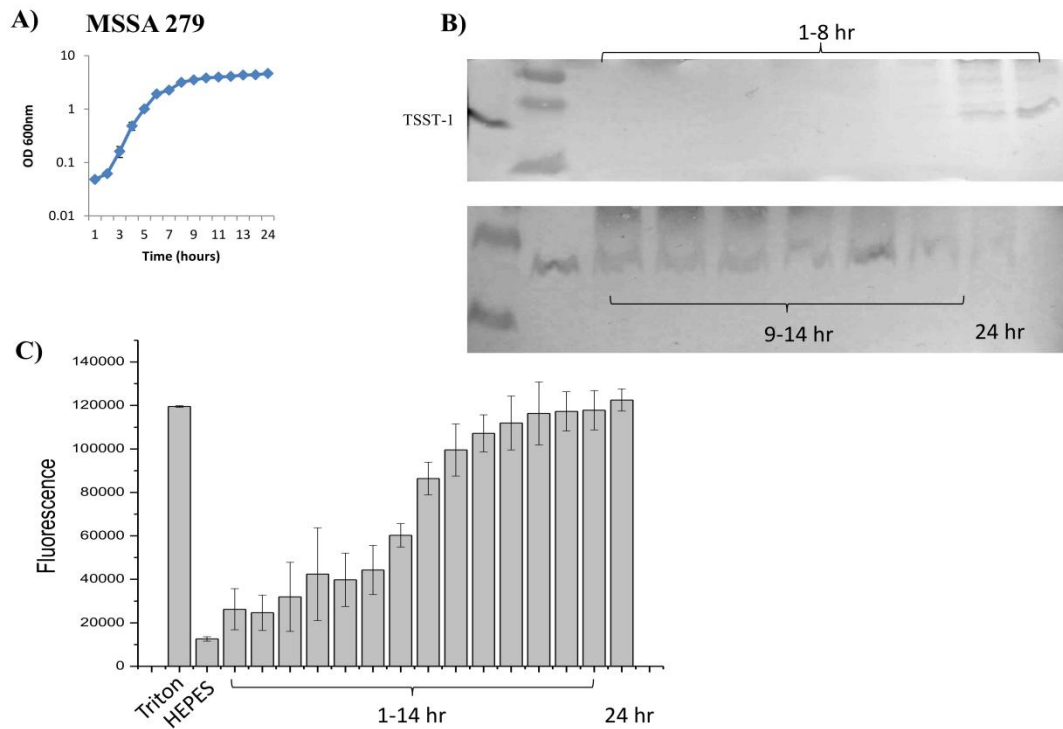 A) MSSA 279
10
1
0.1
0.01
OD 600nm
1 3 5 7 9 11 13 24
Time (hours)
B)
1-8 hr
TSST-1
9-14 hr
24 hr
C)
140000
120000
100000
80000
60000
40000
20000
0
Fluorescence
Triton
HEPES
1-14 hr
24 hr